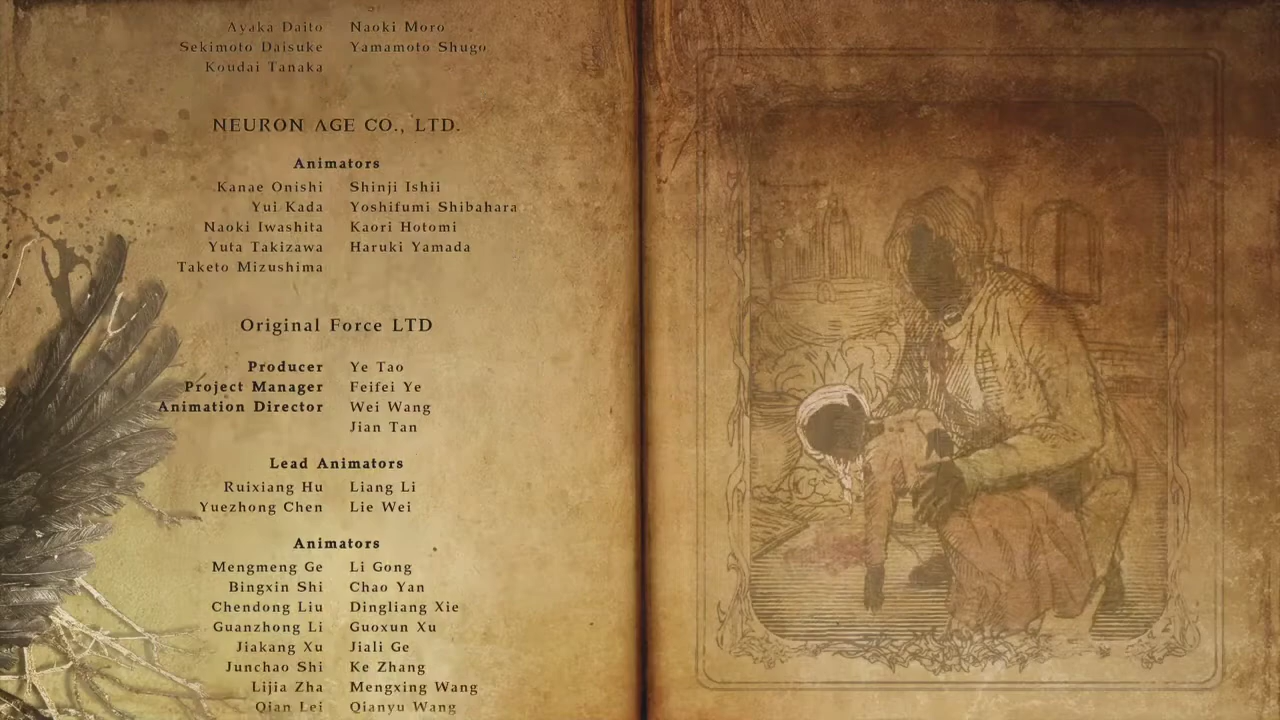 Ayaka Daito Naoki Moro
Sekimoto Daisuke Yamamoto Shugo
Koudai Tanaka
NEURON AGE CO., LTD.
Animators
Kanae Onishi Shinji Ishii
Yui Kada Yoshifumi Shibahara
Naoki Iwashita Kaori Hotomi
Yuta Takizawa Haruki Yamada
Taketo Mizushima
Original Force LTD
Producer Ye Tao
Project Manager Feifei Ye
Animation Director Wei Wang
Jian Tan
Lead Animators
Ruixiang Hu Liang Li
Yuezhong Chen Lie Wei
Animators
Mengmeng Ge Li Gong
Bingxin Shi Chao Yan
Chendong Liu Dingliang Xie
Guanzhong Li Guoxun Xu
Jiakang Xu Jiali Ge
Junchao Shi Ke Zhang
Lijia Zha Mengxing Wang
Qian Lei Qianyu Wang